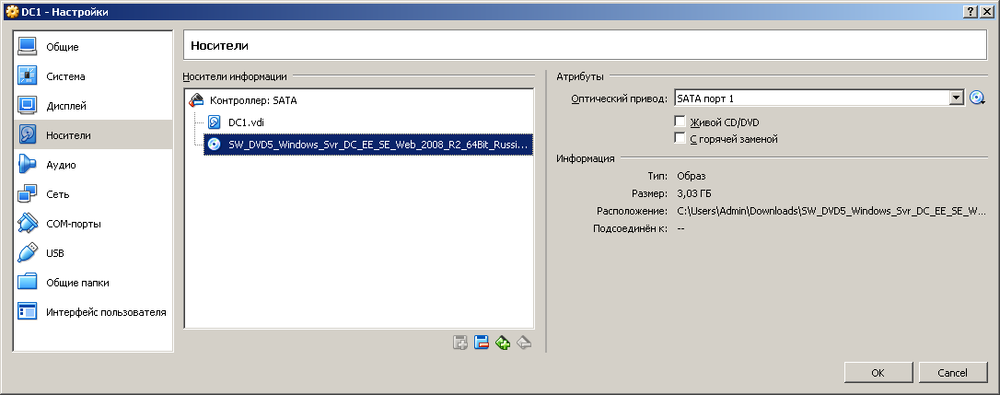 DC1 - Настройки
Общие
Система
Дисплей
Носители
Аудио
Сеть
COM-порты
USB
Общие папки
Интерфейс пользователя
Носители
Носители информации
Контроллер: SATA
DC1.vdi
SW_DVD5_Windows_Svr_DC_EE_SE_Web_2008_R2_64Bit_Russi...
Атрибуты
Оптический привод: SATA порт 1
Живой CD/DVD
С горячей заменой
Информация
Тип: Образ
Размер: 3,03 ГБ
Расположение: C:\Users\Admin\Downloads\SW_DVD5_Windows_Svr_DC_EE_SE_W...
Подсоединён к: --
OK Cancel